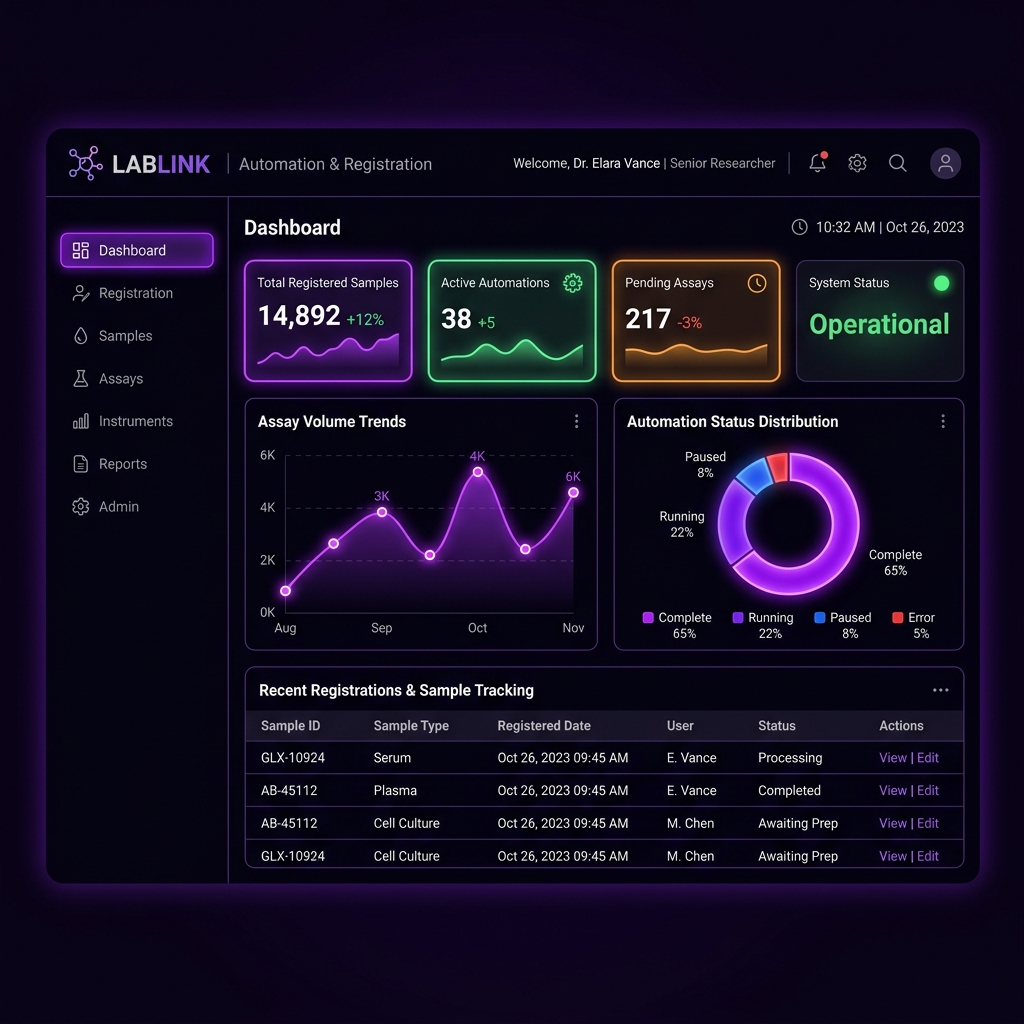 LABLINK | Automation & Registration
Welcome, Dr. Elara Vance | Senior Researcher
Dashboard
Registration
Samples
Assays
Instruments
Reports
Admin
Dashboard
10:32 AM | Oct 26, 2023
Total Registered Samples
14,892 +12%
Active Automations
38 +5
Pending Assays
217 -3%
System Status
Operational
Assay Volume Trends
6K
4K
2K
0K
3K
4K
6K
Aug
Sep
Oct
Nov
Automation Status Distribution
Paused
8%
Running
22%
Complete
65%
Complete
65%
Running
22%
Paused
8%
Error
5%
Recent Registrations & Sample Tracking
Sample ID Sample Type Registered Date User Status Actions
GLX-10924 Serum Oct 26, 2023 09:45 AM E. Vance Processing View | Edit
AB-45112 Plasma Oct 26, 2023 09:45 AM E. Vance Completed View | Edit
AB-45112 Cell Culture Oct 26, 2023 09:45 AM M. Chen Awaiting Prep View | Edit
GLX-10924 Cell Culture Oct 26, 2023 09:45 AM M. Chen Awaiting Prep View | Edit